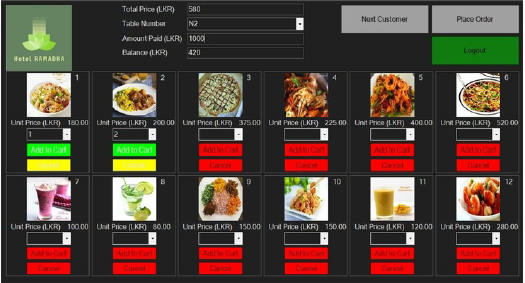 Total Price (LKR) 580
Table Number N2
Amount Paid (LKR) 1000
Balance (LKR) 420
Next Customer
Place Order
Logout
Hotel RAMADHA
1
Unit Price (LKR) 180.00
1
Add to Cart
2
Unit Price (LKR) 200.00
2
Add to Cart
3
Unit Price (LKR) 375.00
Add to Cart
Cancel
4
Unit Price (LKR) 225.00
Add to Cart
Cancel
5
Unit Price (LKR) 400.00
Add to Cart
Cancel
6
Unit Price (LKR) 520.00
Add to Cart
Cancel
7
Unit Price (LKR) 100.00
Add to Cart
Cancel
8
Unit Price (LKR) 80.00
Add to Cart
Cancel
9
Unit Price (LKR) 150.00
Add to Cart
Cancel
10
Unit Price (LKR) 150.00
Add to Cart
Cancel
11
Unit Price (LKR) 120.00
Add to Cart
Cancel
12
Unit Price (LKR) 280.00
Add to Cart
Cancel